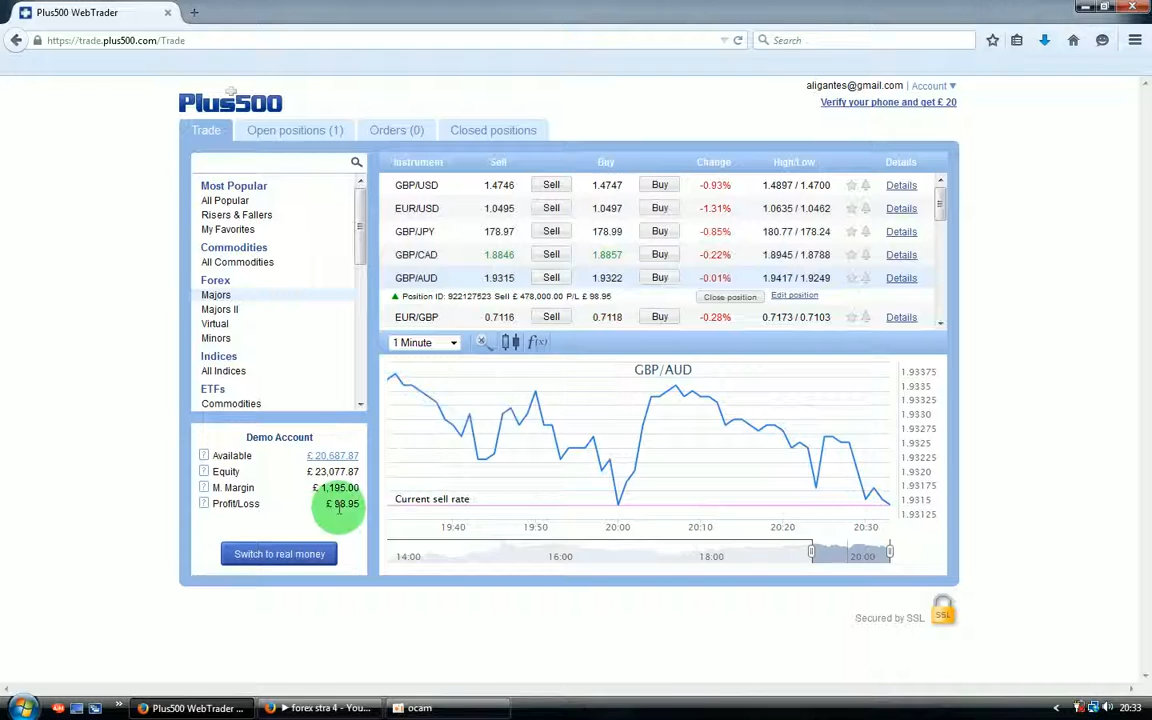 Plus500 WebTrader
https://trade.plus500.com/Trade
Search
Plus500
aligantes@gmail.com | Account
Verify your phone and get £ 20
Trade
Open positions (1)
Orders (0)
Closed positions
Most Popular
All Popular
Risers & Fallers
My Favorites
Commodities
All Commodities
Forex
Majors
Majors II
Virtual
Minors
Indices
All Indices
ETFs
Commodities
Instrument Sell Buy Change High/Low Details
GBP/USD 1.4746 Sell 1.4747 Buy -0.93% 1.4897 / 1.4700 Details
EUR/USD 1.0495 Sell 1.0497 Buy -1.31% 1.0635 / 1.0462 Details
GBP/JPY 178.97 Sell 178.99 Buy -0.85% 180.77 / 178.24 Details
GBP/CAD 1.8846 Sell 1.8857 Buy -0.22% 1.8945 / 1.8788 Details
GBP/AUD 1.9315 Sell 1.9322 Buy -0.01% 1.9417 / 1.9249 Details
Position ID: 922127523 Sell £ 478,000.00 P/L £ 98.95 Close position Edit position
EUR/GBP 0.7116 Sell 0.7118 Buy -0.28% 0.7173 / 0.7103 Details
1 Minute
f(x)
GBP/AUD
1.93375
1.9335
1.93325
1.9330
1.93275
1.9325
1.93225
1.9320
1.93175
1.9315
1.93125
Current sell rate
19:40 19:50 20:00 20:10 20:20 20:30
14:00 16:00 18:00 20:00
Demo Account
? Available £ 20,687.87
? Equity £ 23,077.87
? M. Margin £ 1,195.00
? Profit/Loss £ 98.95
Switch to real money
Secured by SSL
SSL
Plus500 WebTrader ...
forex stra 4 - You...
ocam
20:33